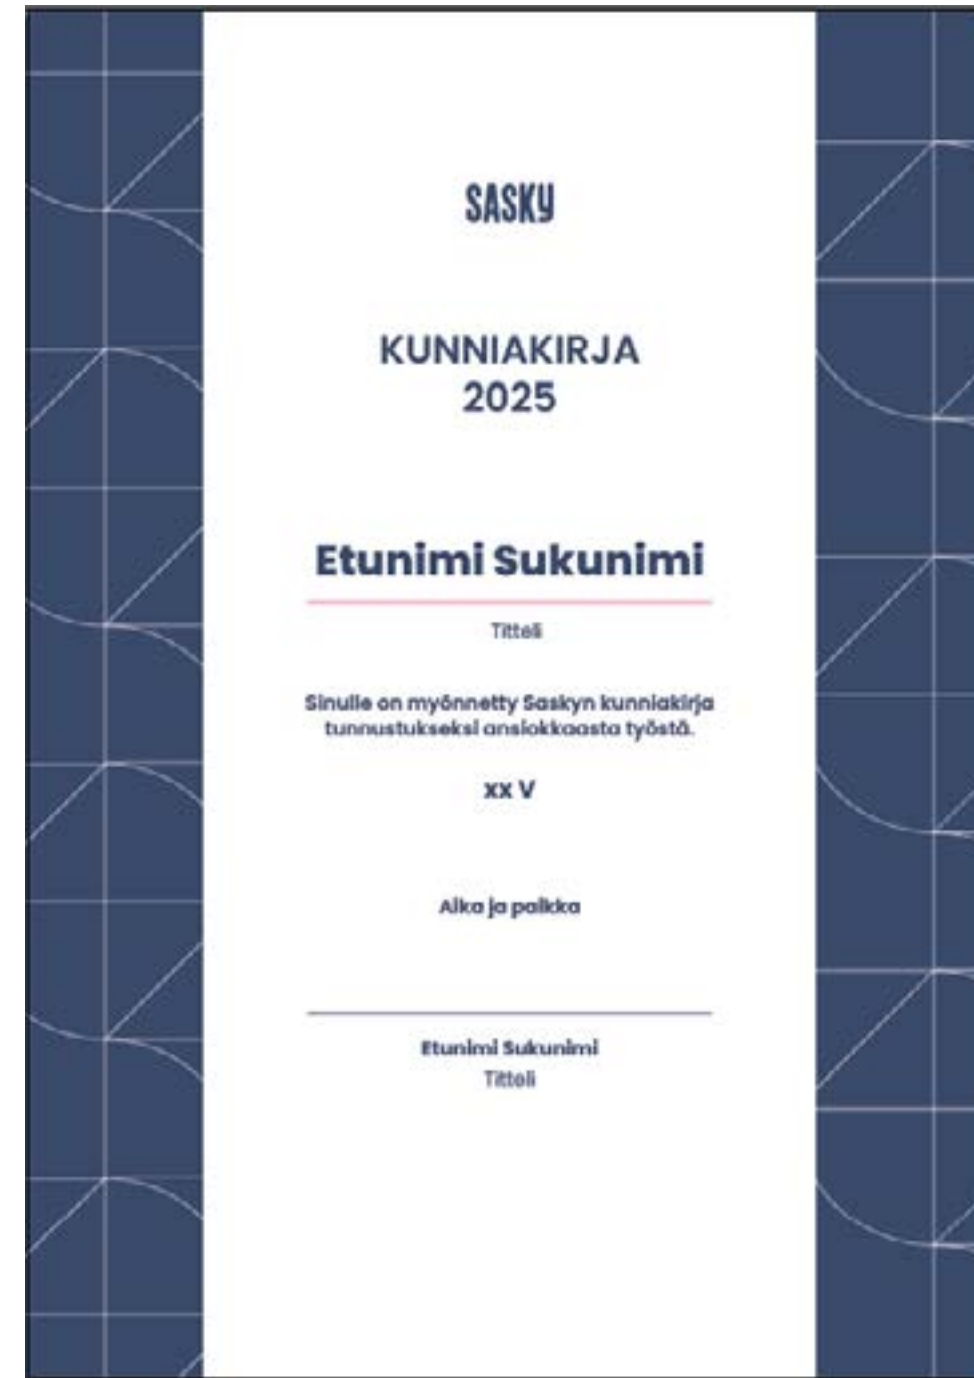 SASKY
KUNNIAKIRJA
2025
Etunimi Sukunimi
Titteli
Sinulle on myönnetty Saskyn kunniakirja
tunnustukseksi ansiokkaasta työstä.
xx V
Aika ja paikka
Etunimi Sukunimi
Titteli